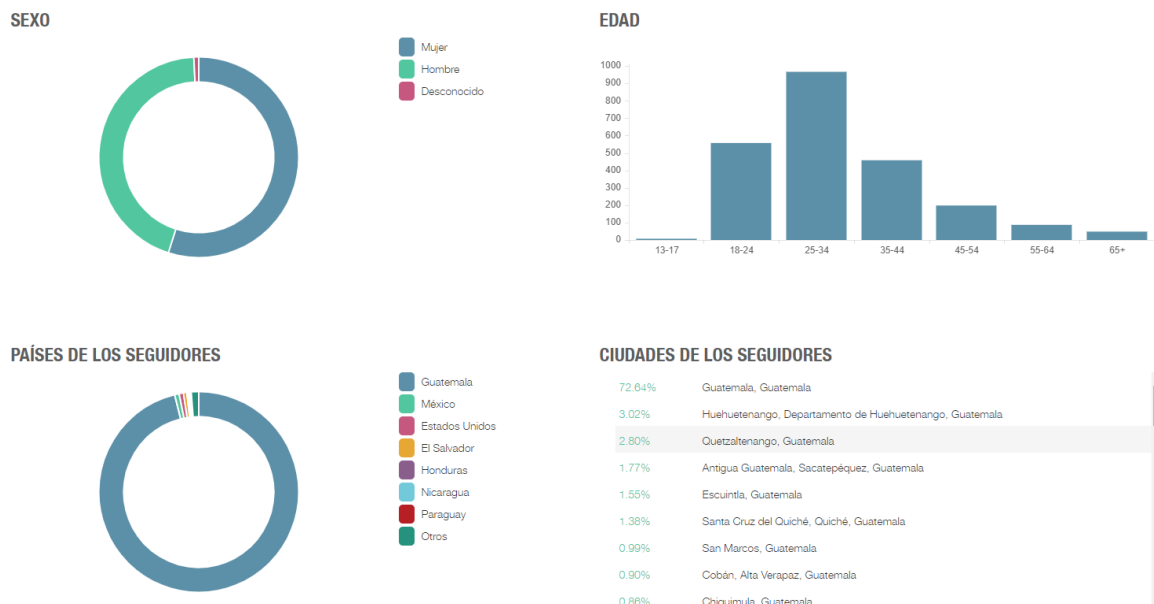 SEXO
Mujer
Hombre
Desconocido
EDAD
1000
900
800
700
600
500
400
300
200
100
0
13-17 18-24 25-34 35-44 45-54 55-64 65+
PAÍSES DE LOS SEGUIDORES
Guatemala
México
Estados Unidos
El Salvador
Honduras
Nicaragua
Paraguay
Otros
CIUDADES DE LOS SEGUIDORES
72.64% Guatemala, Guatemala
3.02% Huehuetenango, Departamento de Huehuetenango, Guatemala
2.80% Quetzaltenango, Guatemala
1.77% Antigua Guatemala, Sacatepéquez, Guatemala
1.55% Escuintla, Guatemala
1.38% Santa Cruz del Quiché, Quiché, Guatemala
0.99% San Marcos, Guatemala
0.90% Cobán, Alta Verapaz, Guatemala
0.86% Chiquimula, Guatemala